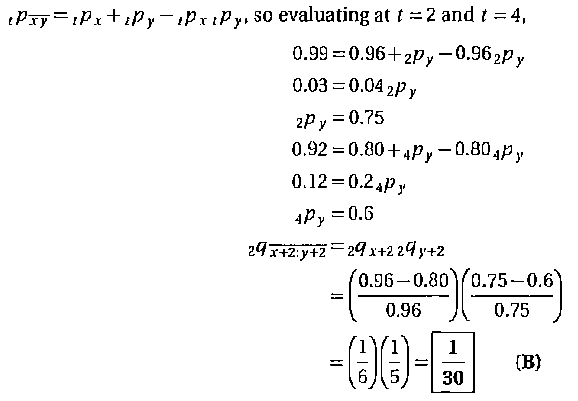 ₜp_{\overline{xy}} = ₜpₓ + ₜp_y − ₜpₓ ₜp_y, so evaluating at t = 2 and t = 4,
0.99 = 0.96 + ₂p_y − 0.96 ₂p_y
0.03 = 0.04 ₂p_y
₂p_y = 0.75
0.92 = 0.80 + ₄p_y − 0.80 ₄p_y
0.12 = 0.2 ₄p_y
₄p_y = 0.6
₂q_{\overline{x+2:y+2}} = ₂q_{x+2} ₂q_{y+2}
= ((0.96 − 0.80)/0.96) ((0.75 − 0.6)/0.75)
= (1/6) (1/5) = 1/30 (B)